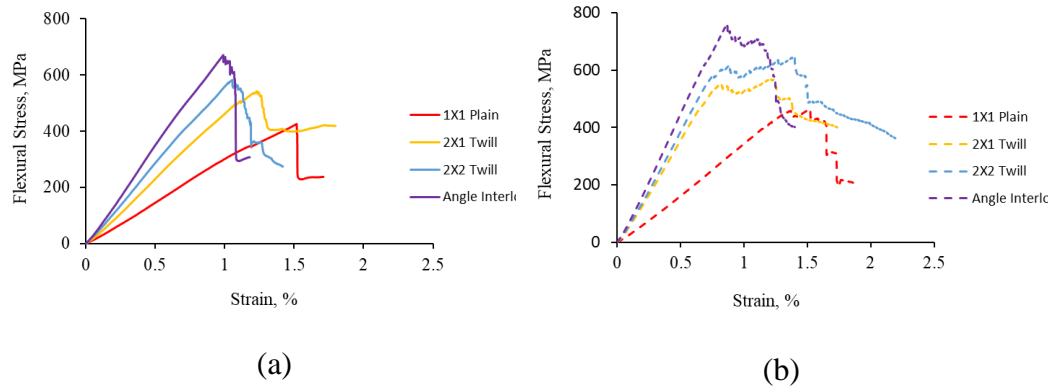 800
600
400
200
0
Flexural Stress, MPa
0 0.5 1 1.5 2 2.5
Strain, %
1X1 Plain
2X1 Twill
2X2 Twill
Angle Interlo
(a)
800
600
400
200
0
Flexural Stress, MPa
0 0.5 1 1.5 2 2.5
Strain, %
1X1 Plain
2X1 Twill
2X2 Twill
Angle Interlo
(b)